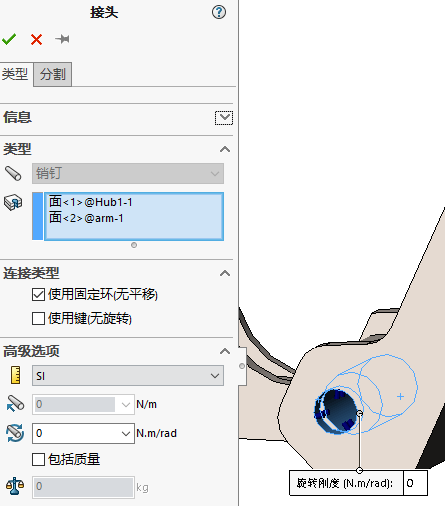 接头
类型
分割
信息
类型
销钉
面<1>@Hub1-1
面<2>@arm-1
连接类型
使用固定环(无平移)
使用键(无旋转)
高级选项
SI
0 N/m
0 N.m/rad
包括质量
0 kg
旋转刚度 (N.m/rad): 0